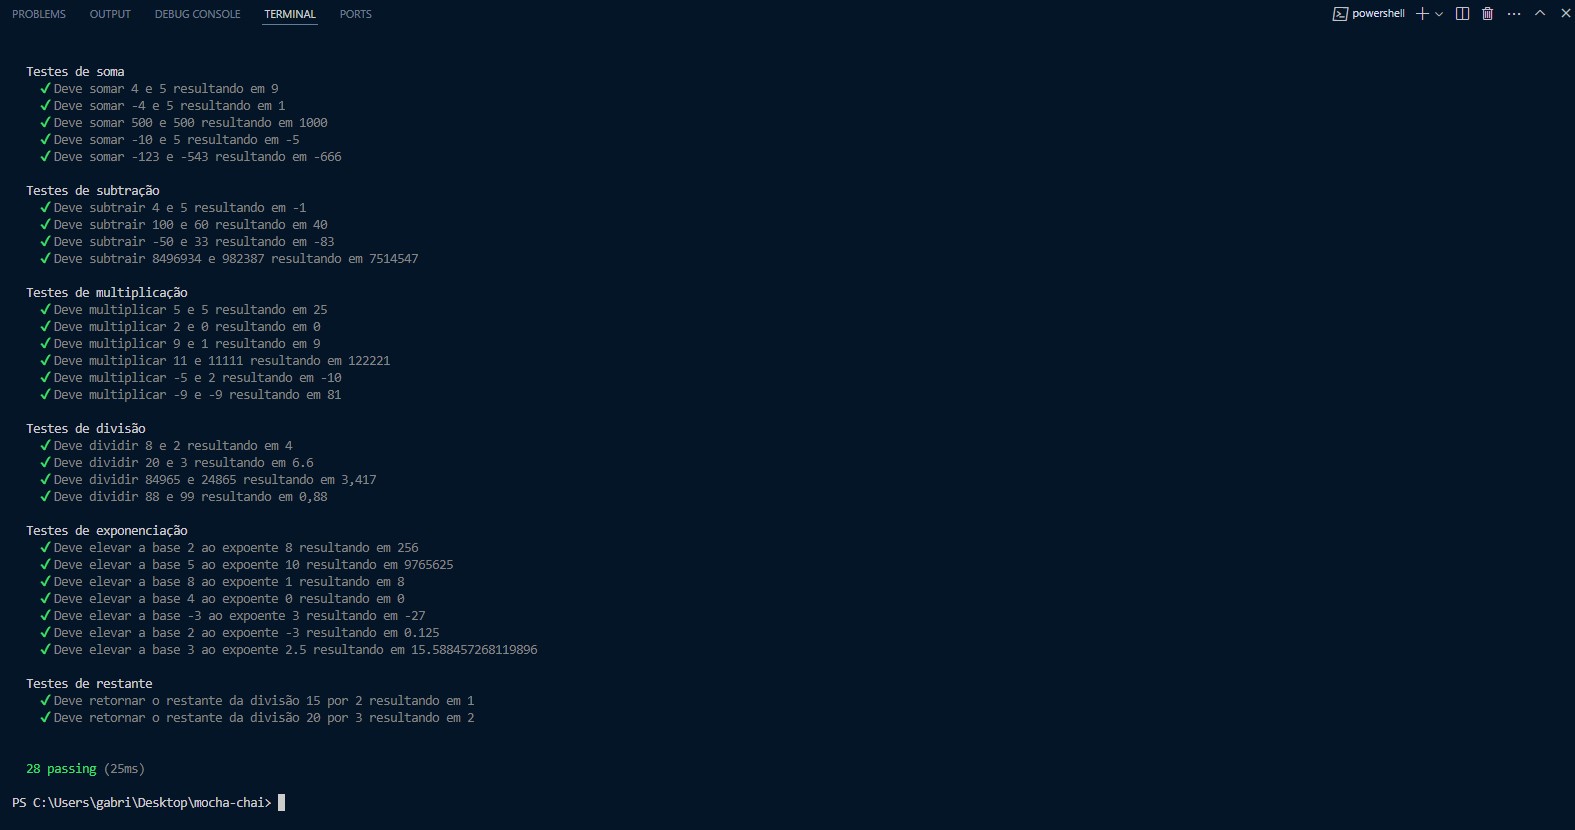 PROBLEMS OUTPUT DEBUG CONSOLE TERMINAL PORTS powershell
Testes de soma
✓ Deve somar 4 e 5 resultando em 9
✓ Deve somar -4 e 5 resultando em 1
✓ Deve somar 500 e 500 resultando em 1000
✓ Deve somar -10 e 5 resultando em -5
✓ Deve somar -123 e -543 resultando em -666
Testes de subtração
✓ Deve subtrair 4 e 5 resultando em -1
✓ Deve subtrair 100 e 60 resultando em 40
✓ Deve subtrair -50 e 33 resultando em -83
✓ Deve subtrair 8496934 e 982387 resultando em 7514547
Testes de multiplicação
✓ Deve multiplicar 5 e 5 resultando em 25
✓ Deve multiplicar 2 e 0 resultando em 0
✓ Deve multiplicar 9 e 1 resultando em 9
✓ Deve multiplicar 11 e 11111 resultando em 122221
✓ Deve multiplicar -5 e 2 resultando em -10
✓ Deve multiplicar -9 e -9 resultando em 81
Testes de divisão
✓ Deve dividir 8 e 2 resultando em 4
✓ Deve dividir 20 e 3 resultando em 6.6
✓ Deve dividir 84965 e 24865 resultando em 3,417
✓ Deve dividir 88 e 99 resultando em 0,88
Testes de exponenciação
✓ Deve elevar a base 2 ao expoente 8 resultando em 256
✓ Deve elevar a base 5 ao expoente 10 resultando em 9765625
✓ Deve elevar a base 8 ao expoente 1 resultando em 8
✓ Deve elevar a base 4 ao expoente 0 resultando em 0
✓ Deve elevar a base -3 ao expoente 3 resultando em -27
✓ Deve elevar a base 2 ao expoente -3 resultando em 0.125
✓ Deve elevar a base 3 ao expoente 2.5 resultando em 15.588457268119896
Testes de restante
✓ Deve retornar o restante da divisão 15 por 2 resultando em 1
✓ Deve retornar o restante da divisão 20 por 3 resultando em 2
28 passing (25ms)
PS C:\Users\gabri\Desktop\mocha-chai>